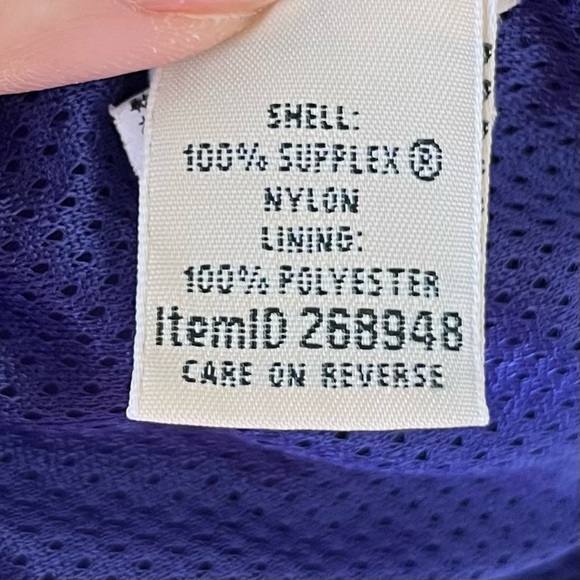 SHELL:
100% SUPPLEX ®
NYLON
LINING:
100% POLYESTER
ItemID 268948
CARE ON REVERSE